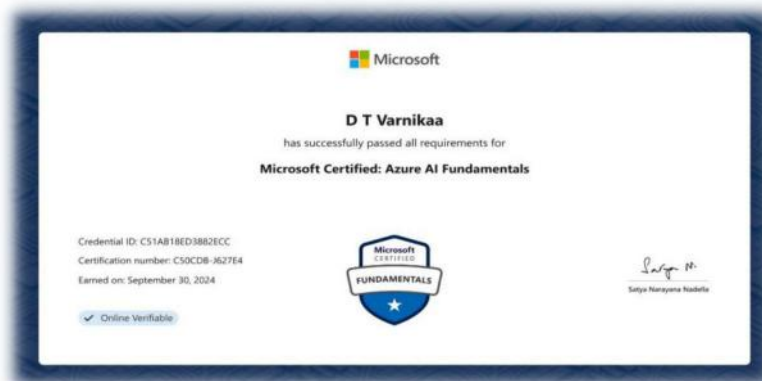 Microsoft
D T Varnikaa
has successfully passed all requirements for
Microsoft Certified: Azure AI Fundamentals
Credential ID: C51AB18ED3882ECC
Certification number: C50CDB-J627E4
Earned on: September 30, 2024
Online Verifiable
Microsoft
CERTIFIED
FUNDAMENTALS
Satya N.
Satya Narayana Nadella